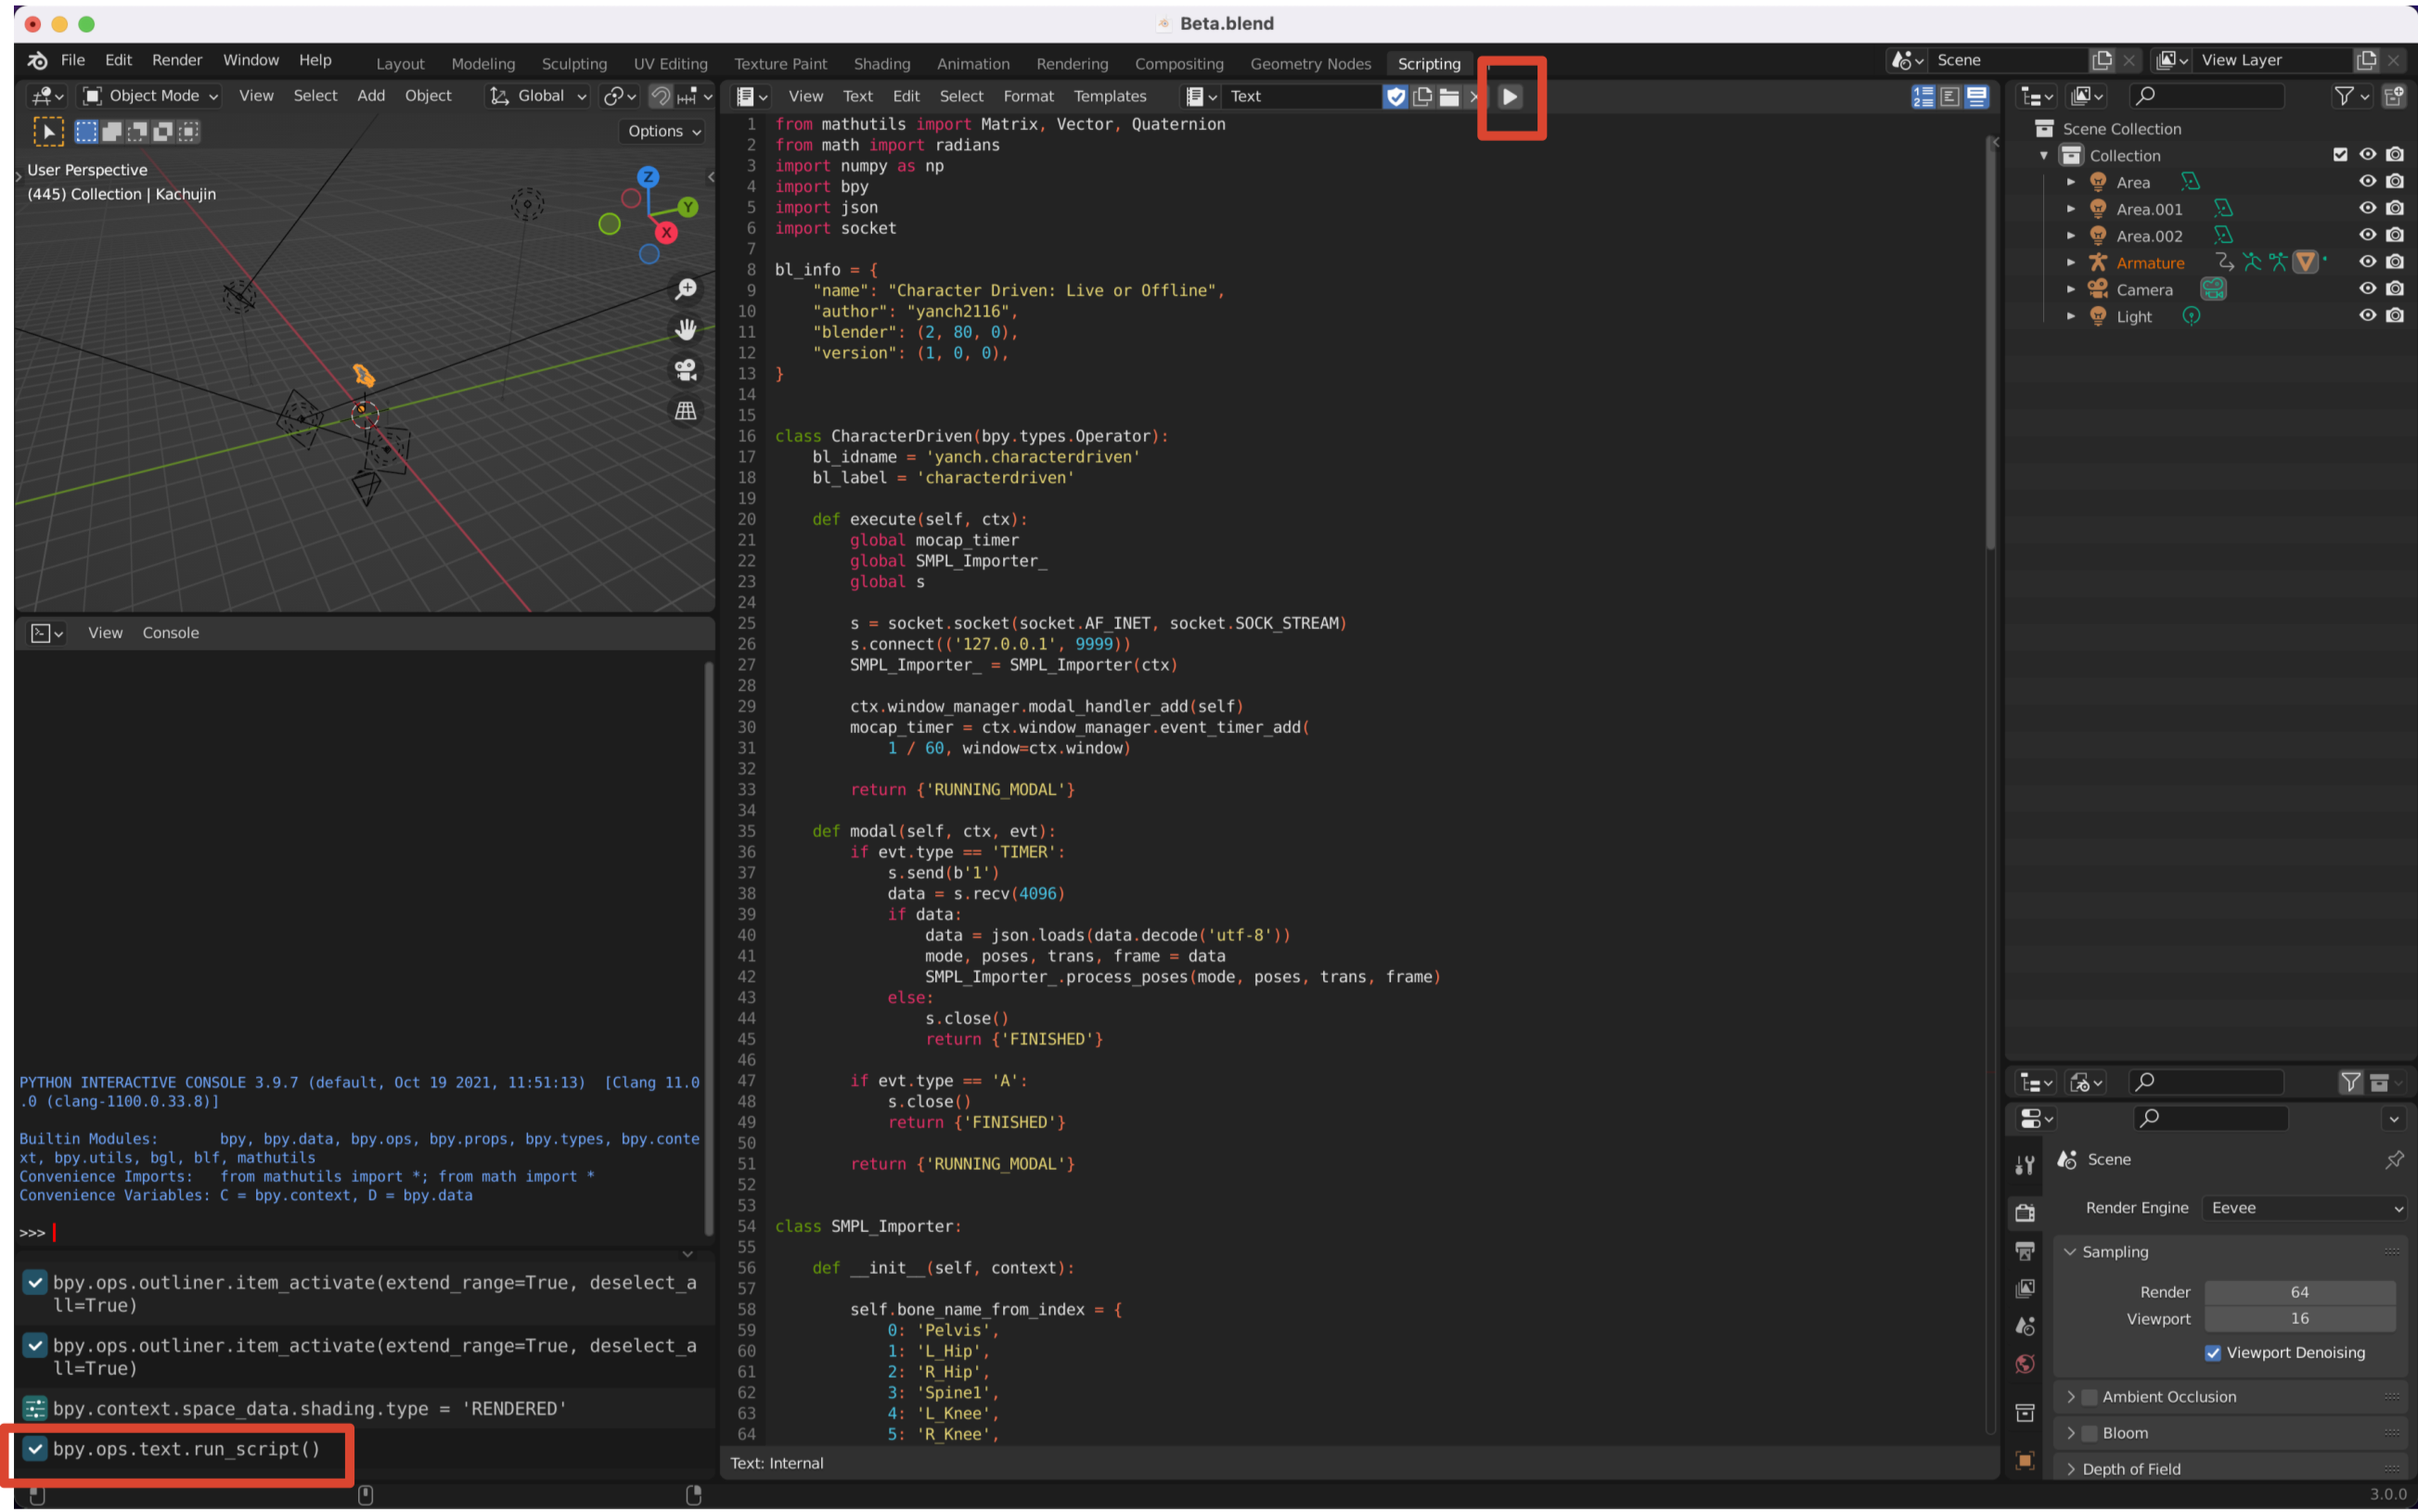 Beta.blend
File Edit Render Window Help Layout Modeling Sculpting UV Editing Texture Paint Shading Animation Rendering Compositing Geometry Nodes Scripting Scene View Layer
Object Mode View Select Add Object Global
Options
User Perspective
(445) Collection | Kachujin
Z
Y
X
View Console
PYTHON INTERACTIVE CONSOLE 3.9.7 (default, Oct 19 2021, 11:51:13)  [Clang 11.0
.0 (clang-1100.0.33.8)]
Builtin Modules:       bpy, bpy.data, bpy.ops, bpy.props, bpy.types, bpy.conte
xt, bpy.utils, bgl, blf, mathutils
Convenience Imports:   from mathutils import *; from math import *
Convenience Variables: C = bpy.context, D = bpy.data
>>>
bpy.ops.outliner.item_activate(extend_range=True, deselect_a
ll=True)
bpy.ops.outliner.item_activate(extend_range=True, deselect_a
ll=True)
bpy.context.space_data.shading.type = 'RENDERED'
bpy.ops.text.run_script()
View Text Edit Select Format Templates Text
1 from mathutils import Matrix, Vector, Quaternion
2 from math import radians
3 import numpy as np
4 import bpy
5 import json
6 import socket
7
8 bl_info = {
9     "name": "Character Driven: Live or Offline",
10     "author": "yanch2116",
11     "blender": (2, 80, 0),
12     "version": (1, 0, 0),
13 }
14
15
16 class CharacterDriven(bpy.types.Operator):
17     bl_idname = 'yanch.characterdriven'
18     bl_label = 'characterdriven'
19
20     def execute(self, ctx):
21         global mocap_timer
22         global SMPL_Importer_
23         global s
24
25         s = socket.socket(socket.AF_INET, socket.SOCK_STREAM)
26         s.connect(('127.0.0.1', 9999))
27         SMPL_Importer_ = SMPL_Importer(ctx)
28
29         ctx.window_manager.modal_handler_add(self)
30         mocap_timer = ctx.window_manager.event_timer_add(
31             1 / 60, window=ctx.window)
32
33         return {'RUNNING_MODAL'}
34
35     def modal(self, ctx, evt):
36         if evt.type == 'TIMER':
37             s.send(b'1')
38             data = s.recv(4096)
39             if data:
40                 data = json.loads(data.decode('utf-8'))
41                 mode, poses, trans, frame = data
42                 SMPL_Importer_.process_poses(mode, poses, trans, frame)
43             else:
44                 s.close()
45                 return {'FINISHED'}
46
47         if evt.type == 'A':
48             s.close()
49             return {'FINISHED'}
50
51         return {'RUNNING_MODAL'}
52
53
54 class SMPL_Importer:
55
56     def __init__(self, context):
57
58         self.bone_name_from_index = {
59             0: 'Pelvis',
60             1: 'L_Hip',
61             2: 'R_Hip',
62             3: 'Spine1',
63             4: 'L_Knee',
64             5: 'R_Knee',
Text: Internal
Scene Collection
Collection
Area
Area.001
Area.002
Armature
Camera
Light
Scene
Render Engine Eevee
Sampling
Render 64
Viewport 16
Viewport Denoising
Ambient Occlusion
Bloom
Depth of Field
3.0.0